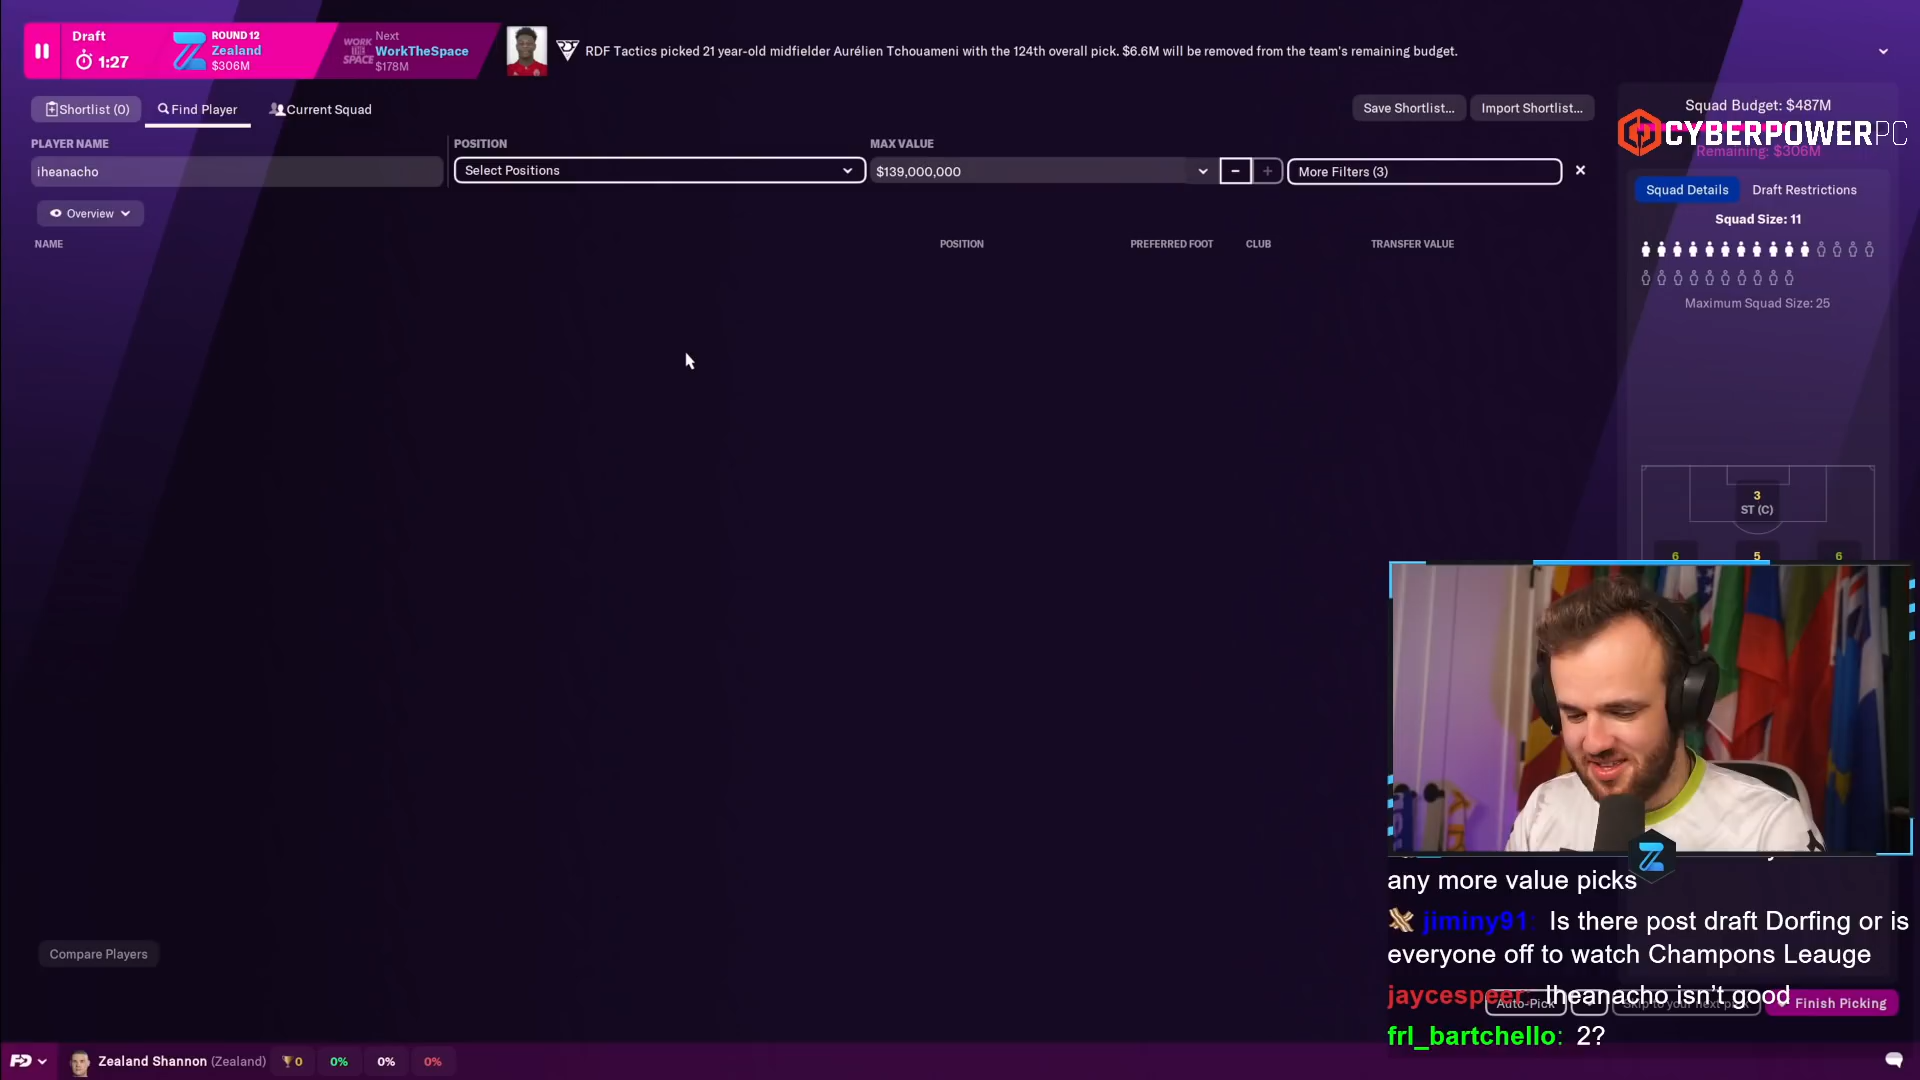 Draft
1:27
ROUND 12
Zealand
$306M
WORK
THE
SPACE
Next
WorkTheSpace
$178M
RDF Tactics picked 21 year-old midfielder Aurélien Tchouameni with the 124th overall pick. $6.6M will be removed from the team's remaining budget.
Shortlist (0)
Find Player
Current Squad
Save Shortlist...
Import Shortlist...
PLAYER NAME
POSITION
MAX VALUE
iheanacho
Select Positions
$139,000,000
More Filters (3)
Overview
NAME
POSITION
PREFERRED FOOT
CLUB
TRANSFER VALUE
Squad Budget: $487M
CYBERPOWERPC
Remaining: $306M
Squad Details
Draft Restrictions
Squad Size: 11
Maximum Squad Size: 25
3
ST (C)
6
5
6
any more value picks
jiminy91: Is there post draft Dorfing or is
everyone off to watch Champons Leauge
jaycespeer: Iheanacho isn't good
frl_bartchello: 2?
Auto-Pick
Finish Picking
Compare Players
FD
Zealand Shannon (Zealand)
0
0%
0%
0%